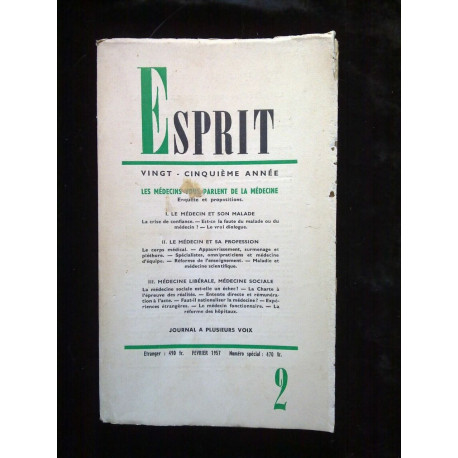 ESPRIT
VINGT - CINQUIÈME ANNÉE
LES MÉDECINS VOUS PARLENT DE LA MÉDECINE
Enquête et propositions.
I. LE MÉDECIN ET SON MALADE
La crise de confiance. — Est-ce la faute du malade ou du
médecin ? — Le vrai dialogue.
II. LE MÉDECIN ET SA PROFESSION
Le corps médical. — Appauvrissement, surmenage et
pléthore. — Spécialistes, omnipraticiens et médecine
d'équipe. — Réforme de l'enseignement. — Maladie et
médecine scientifique.
III. MÉDECINE LIBÉRALE, MÉDECINE SOCIALE
La médecine sociale est-elle un échec ? — La Charte à
l'épreuve des réalités. — Entente directe et rémunéra-
tion à l'acte. — Faut-il nationaliser la médecine ? — Expé-
riences étrangères. — Le médecin fonctionnaire. — La
réforme des hôpitaux.
JOURNAL A PLUSIEURS VOIX
Etranger : 490 fr. FEVRIER 1957 Numéro spécial : 470 fr.
2